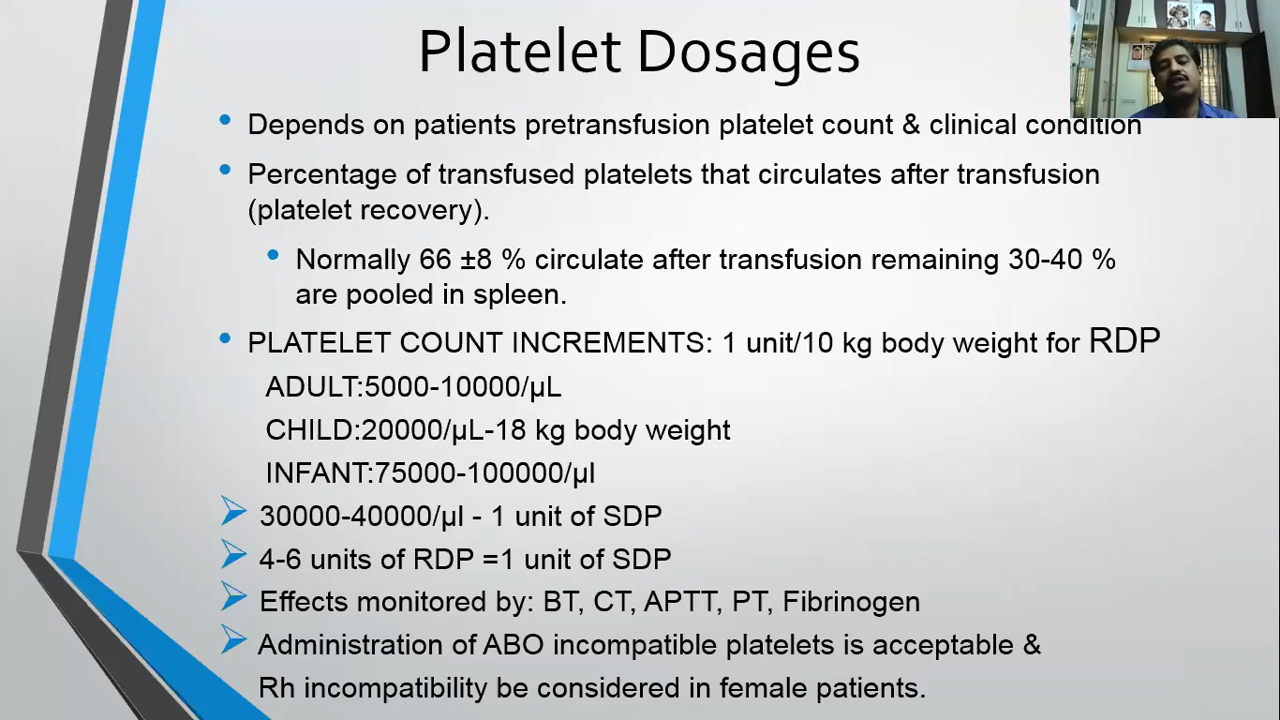 Platelet Dosages
Depends on patients pretransfusion platelet count & clinical condition
Percentage of transfused platelets that circulates after transfusion
(platelet recovery).
Normally 66 ±8 % circulate after transfusion remaining 30-40 %
are pooled in spleen.
PLATELET COUNT INCREMENTS: 1 unit/10 kg body weight for RDP
ADULT:5000-10000/µL
CHILD:20000/µL-18 kg body weight
INFANT:75000-100000/µl
30000-40000/µl - 1 unit of SDP
4-6 units of RDP =1 unit of SDP
Effects monitored by: BT, CT, APTT, PT, Fibrinogen
Administration of ABO incompatible platelets is acceptable &
Rh incompatibility be considered in female patients.